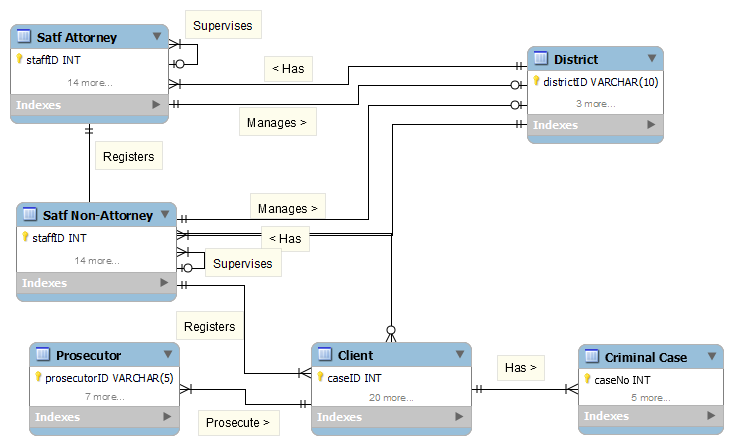 Supervises
Satf Attorney
staffID INT
14 more...
Indexes
< Has
Manages >
District
districtID VARCHAR(10)
3 more...
Indexes
Registers
Manages >
Satf Non-Attorney
staffID INT
14 more...
Indexes
< Has
Supervises
Registers
Prosecutor
prosecutorID VARCHAR(5)
7 more...
Indexes
Prosecute >
Client
caseID INT
20 more...
Indexes
Has >
Criminal Case
caseNo INT
5 more...
Indexes